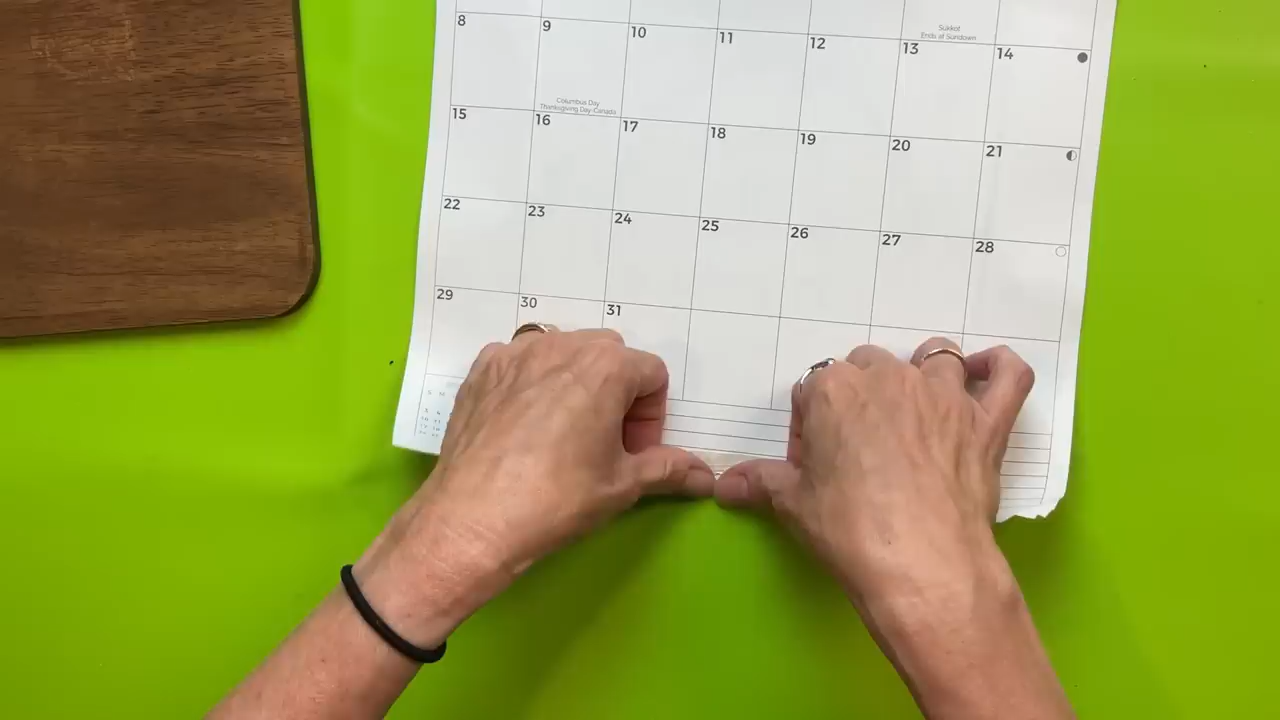 8 9 10 11 12 13 14
Sukkot
Ends at Sundown
15 16 17 18 19 20 21
Columbus Day
Thanksgiving Day-Canada
22 23 24 25 26 27 28
29 30 31
S M